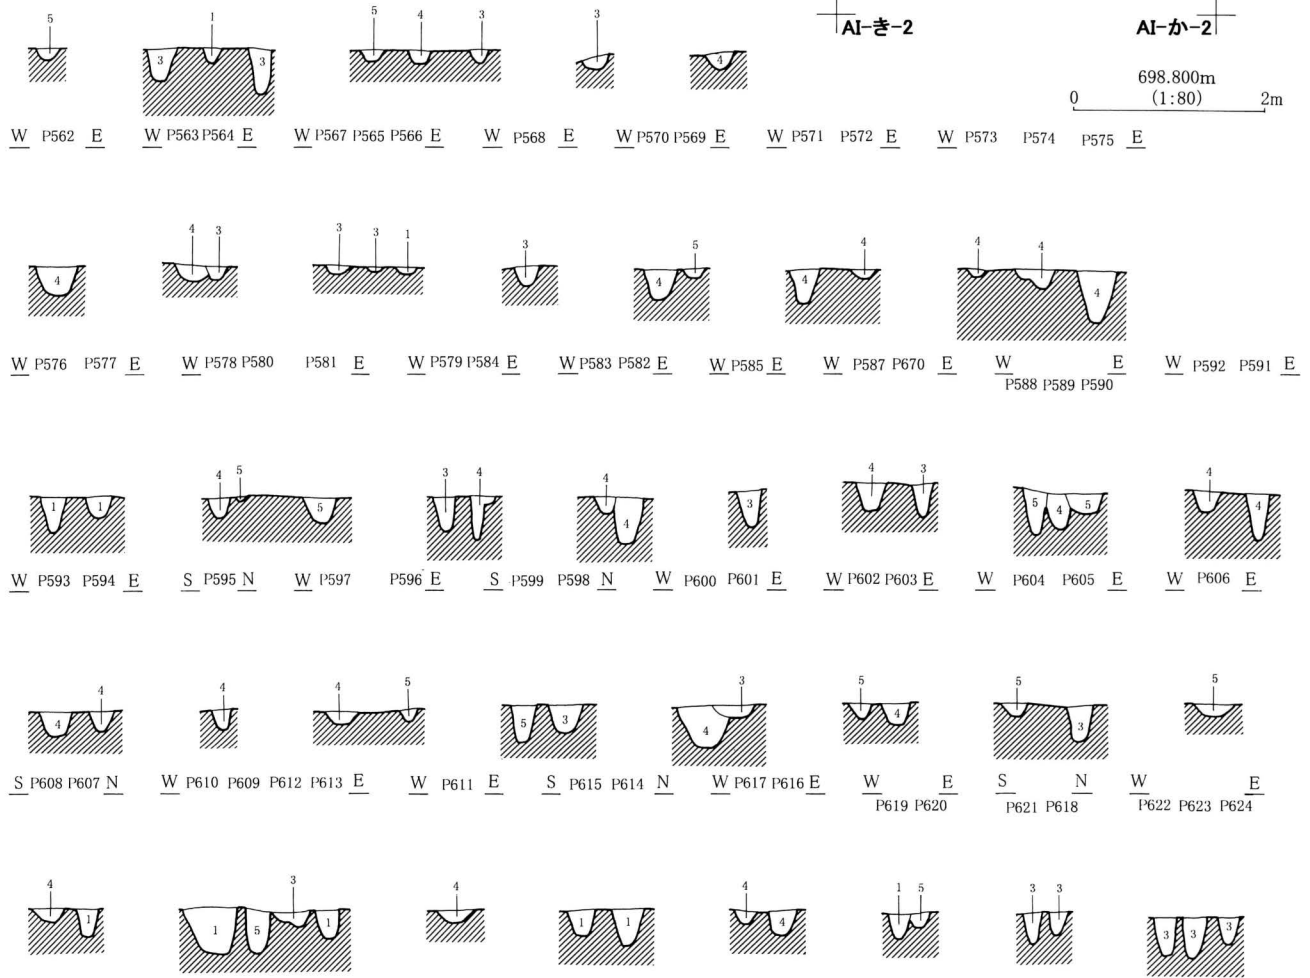 5 1 3 3 5 4 3 3 4
AI-き-2 AI-か-2
698.800m
0 (1:80) 2m
W P562 E W P563 P564 E W P567 P565 P566 E W P568 E W P570 P569 E W P571 P572 E W P573 P574 P575 E
4 4 3 3 3 1 3 4 5 4 4 4 4 4
W P576 P577 E W P578 P580 P581 E W P579 P584 E W P583 P582 E W P585 E W P587 P670 E W E W P592 P591 E
P588 P589 P590
1 1 4 5 5 3 4 4 4 3 4 3 5 4 5 4 4
W P593 P594 E S P595 N W P597 P596 E S P599 P598 N W P600 P601 E W P602 P603 E W P604 P605 E W P606 E
4 4 4 4 5 5 3 4 3 5 4 5 3 5
S P608 P607 N W P610 P609 P612 P613 E W P611 E S P615 P614 N W P617 P616 E W E S N W E
P619 P620 P621 P618 P622 P623 P624
4 1 1 5 3 1 4 1 1 4 4 1 5 3 3 3 3 3